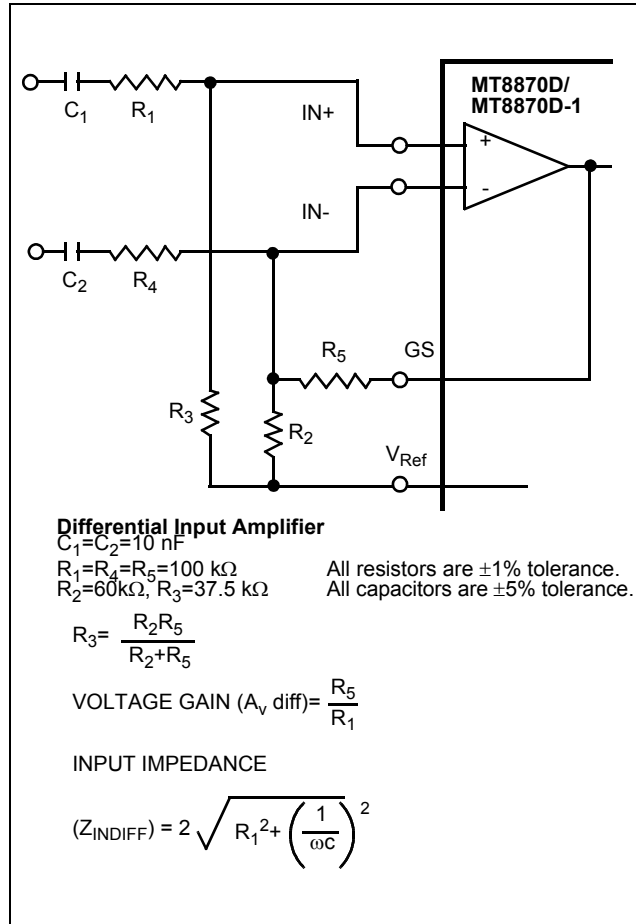 MT8870D/
MT8870D-1
C1
R1
IN+
+
IN-
-
C2
R4
R5
GS
R3
R2
VRef
Differential Input Amplifier
C1=C2=10 nF
R1=R4=R5=100 kΩ All resistors are ±1% tolerance.
R2=60kΩ, R3=37.5 kΩ All capacitors are ±5% tolerance.
R3= R2R5
R2+R5
VOLTAGE GAIN (Av diff)= R5
R1
INPUT IMPEDANCE
(ZINDIFF) = 2 √ R1²+ ( 1 ) 2
ωc